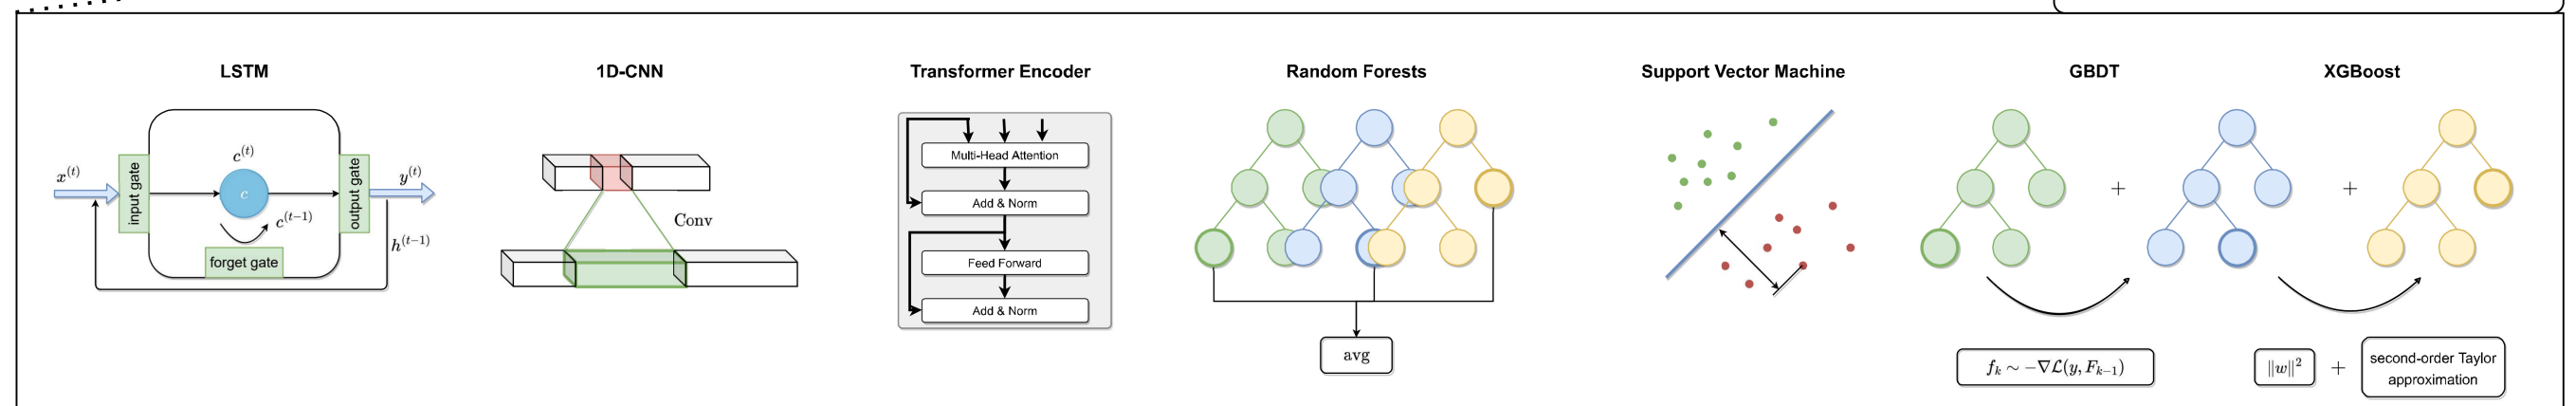 LSTM
x^(t)
input gate
c^(t)
c
c^(t-1)
forget gate
output gate
y^(t)
h^(t-1)
1D-CNN
Conv
Transformer Encoder
Multi-Head Attention
Add & Norm
Feed Forward
Add & Norm
Random Forests
avg
Support Vector Machine
GBDT
XGBoost
+
+
f_k ∼ −∇ℒ(y, F_{k−1})
‖w‖²
+
second-order Taylor
approximation